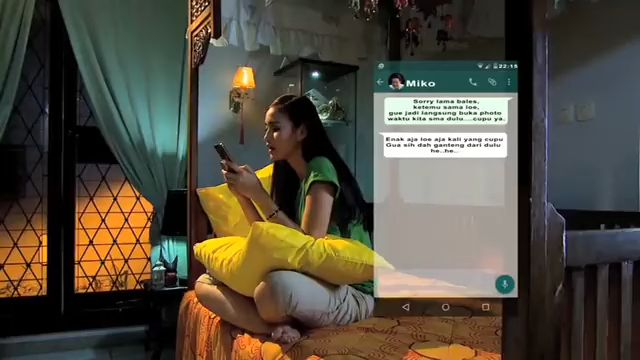 22:15
Miko
Sorry lama bales,
ketemu sama loe,
gue jadi langsung buka photo
waktu kita sma dulu.....cupu ya.
Enak aja loe aja kali yang cupu
Gua sih dah ganteng dari dulu
he..he..